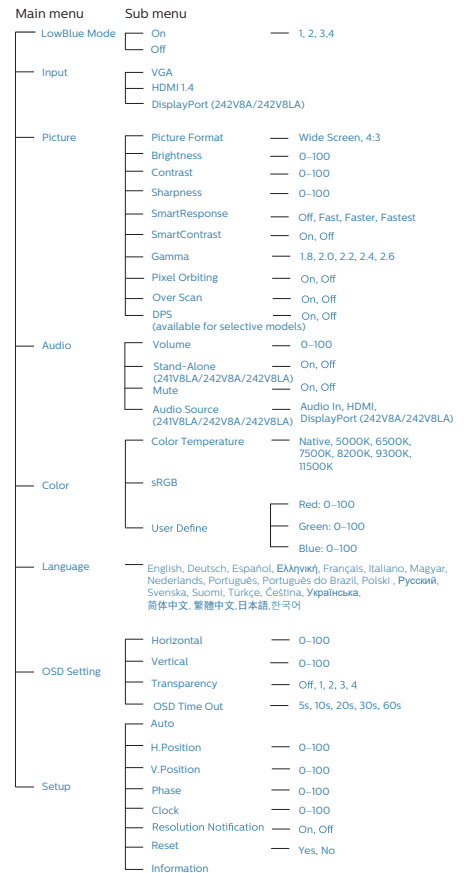 Main menu Sub menu
LowBlue Mode On 1, 2, 3,4
Off
Input VGA
HDMI 1.4
DisplayPort (242V8A/242V8LA)
Picture Picture Format Wide Screen, 4:3
Brightness 0–100
Contrast 0–100
Sharpness 0–100
SmartResponse Off, Fast, Faster, Fastest
SmartContrast On, Off
Gamma 1.8, 2.0, 2.2, 2.4, 2.6
Pixel Orbiting On, Off
Over Scan On, Off
DPS On, Off
(available for selective models)
Audio Volume 0–100
Stand-Alone On, Off
(241V8LA/242V8A/242V8LA)
Mute On, Off
Audio Source Audio In, HDMI,
(241V8LA/242V8A/242V8LA) DisplayPort (242V8A/242V8LA)
Color Temperature Native, 5000K, 6500K,
7500K, 8200K, 9300K,
11500K
Color sRGB
Red: 0–100
User Define Green: 0–100
Blue: 0–100
Language English, Deutsch, Español, Ελληνική, Français, Italiano, Magyar,
Nederlands, Português, Português do Brazil, Polski , Русский,
Svenska, Suomi, Türkçe, Čeština, Українська,
简体中文, 繁體中文,日本語,한국어
Horizontal 0–100
Vertical 0–100
OSD Setting Transparency Off, 1, 2, 3, 4
OSD Time Out 5s, 10s, 20s, 30s, 60s
Auto
H.Position 0–100
V.Position 0–100
Setup Phase 0–100
Clock 0–100
Resolution Notification On, Off
Reset Yes, No
Information